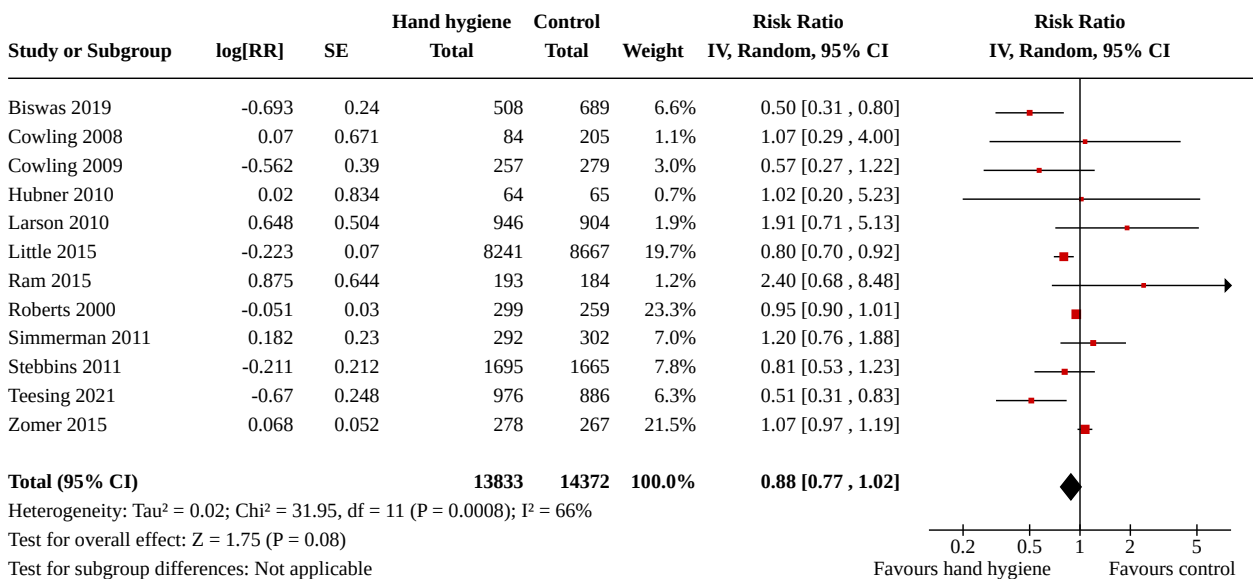 Hand hygiene Control Risk Ratio Risk Ratio
Study or Subgroup log[RR] SE Total Total Weight IV, Random, 95% CI IV, Random, 95% CI
Biswas 2019 -0.693 0.24 508 689 6.6% 0.50 [0.31 , 0.80]
Cowling 2008 0.07 0.671 84 205 1.1% 1.07 [0.29 , 4.00]
Cowling 2009 -0.562 0.39 257 279 3.0% 0.57 [0.27 , 1.22]
Hubner 2010 0.02 0.834 64 65 0.7% 1.02 [0.20 , 5.23]
Larson 2010 0.648 0.504 946 904 1.9% 1.91 [0.71 , 5.13]
Little 2015 -0.223 0.07 8241 8667 19.7% 0.80 [0.70 , 0.92]
Ram 2015 0.875 0.644 193 184 1.2% 2.40 [0.68 , 8.48]
Roberts 2000 -0.051 0.03 299 259 23.3% 0.95 [0.90 , 1.01]
Simmerman 2011 0.182 0.23 292 302 7.0% 1.20 [0.76 , 1.88]
Stebbins 2011 -0.211 0.212 1695 1665 7.8% 0.81 [0.53 , 1.23]
Teesing 2021 -0.67 0.248 976 886 6.3% 0.51 [0.31 , 0.83]
Zomer 2015 0.068 0.052 278 267 21.5% 1.07 [0.97 , 1.19]
Total (95% CI) 13833 14372 100.0% 0.88 [0.77 , 1.02]
Heterogeneity: Tau² = 0.02; Chi² = 31.95, df = 11 (P = 0.0008); I² = 66%
Test for overall effect: Z = 1.75 (P = 0.08) 0.2 0.5 1 2 5
Test for subgroup differences: Not applicable Favours hand hygiene Favours control